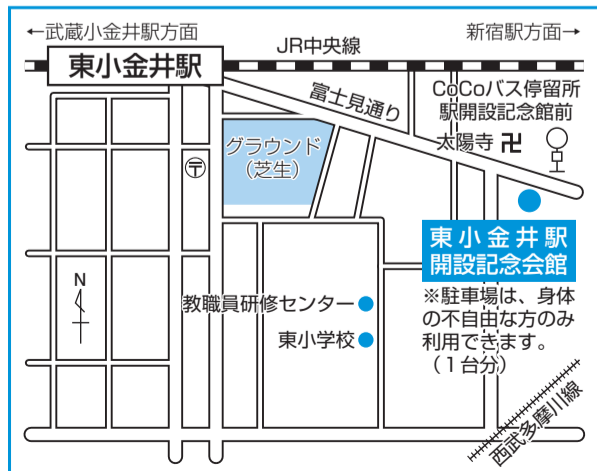 ←武蔵小金井駅方面
新宿駅方面→
JR中央線
東小金井駅
富士見通り
CoCoバス停留所
駅開設記念館前
太陽寺 卍
グラウンド
(芝生)
〒
東小金井駅
開設記念会館
N
※駐車場は、身体
の不自由な方のみ
利用できます。
(1台分)
教職員研修センター
東小学校
西武多摩川線